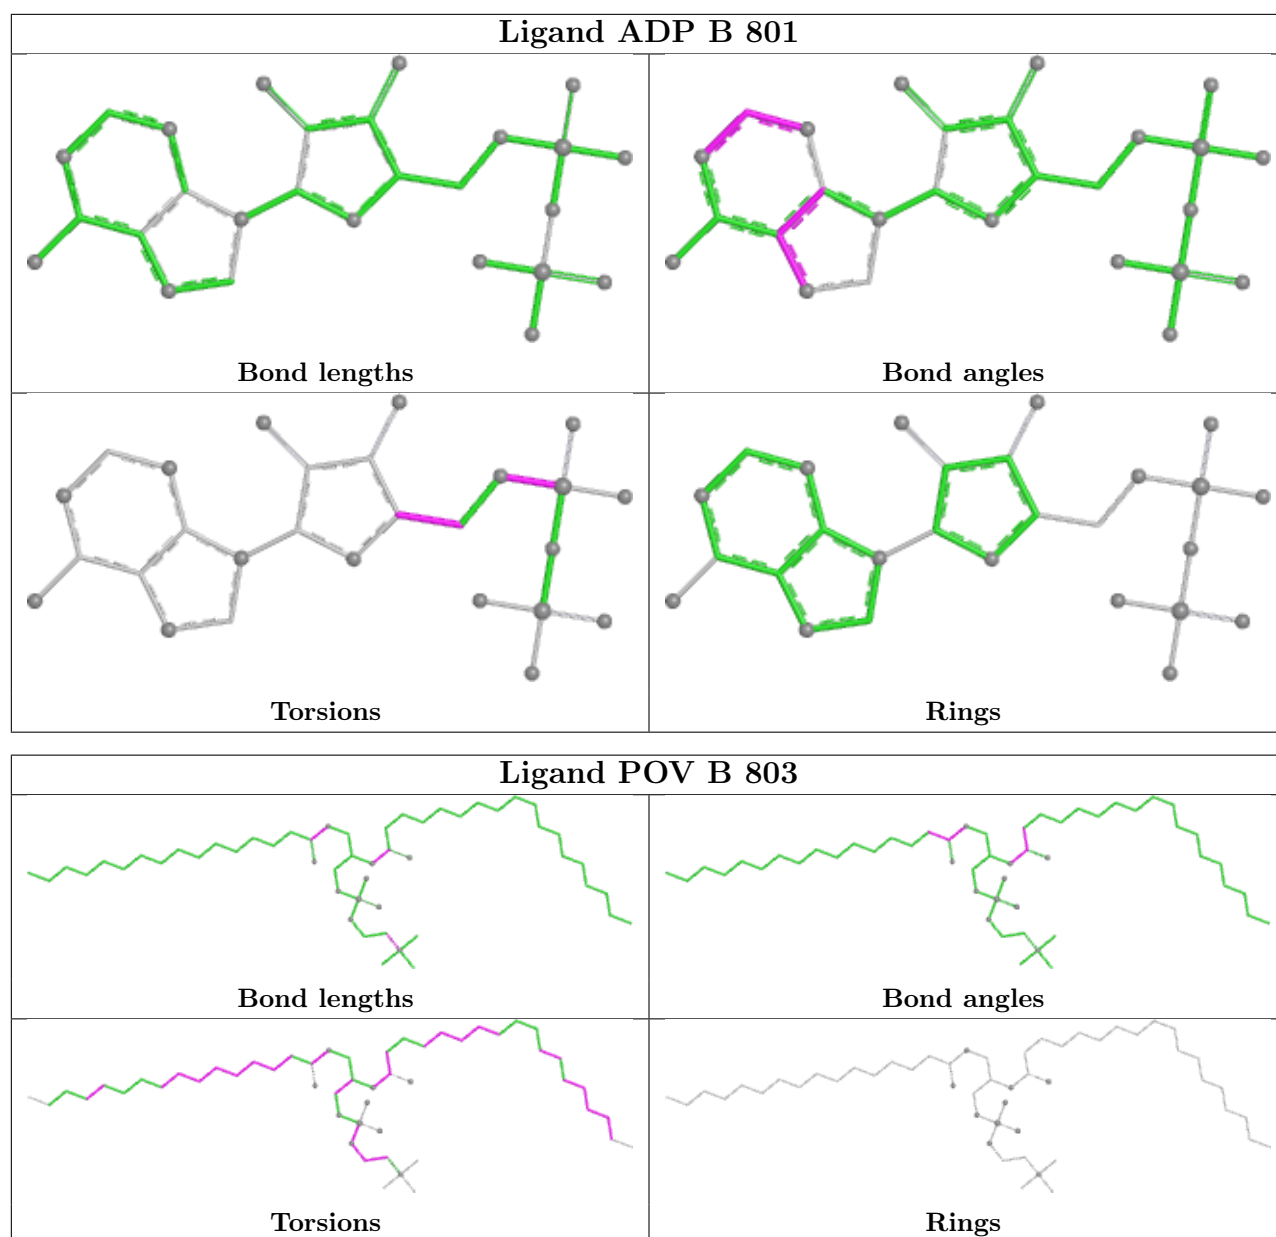 Ligand ADP B 801
Bond lengths
Bond angles
Torsions
Rings
Ligand POV B 803
Bond lengths
Bond angles
Torsions
Rings